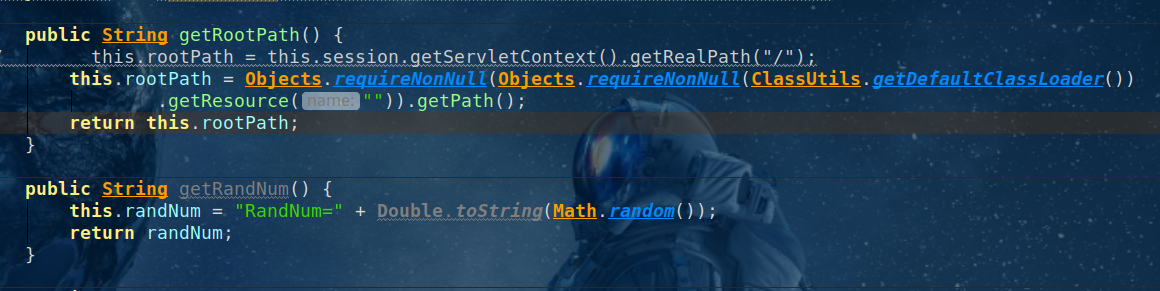 public String getRootPath() {
/ this.rootPath = this.session.getServletContext().getRealPath("/");
this.rootPath = Objects.requireNonNull(Objects.requireNonNull(ClassUtils.getDefaultClassLoader())
.getResource( name: "")).getPath();
return this.rootPath;
}
public String getRandNum() {
this.randNum = "RandNum=" + Double.toString(Math.random());
return randNum;
}